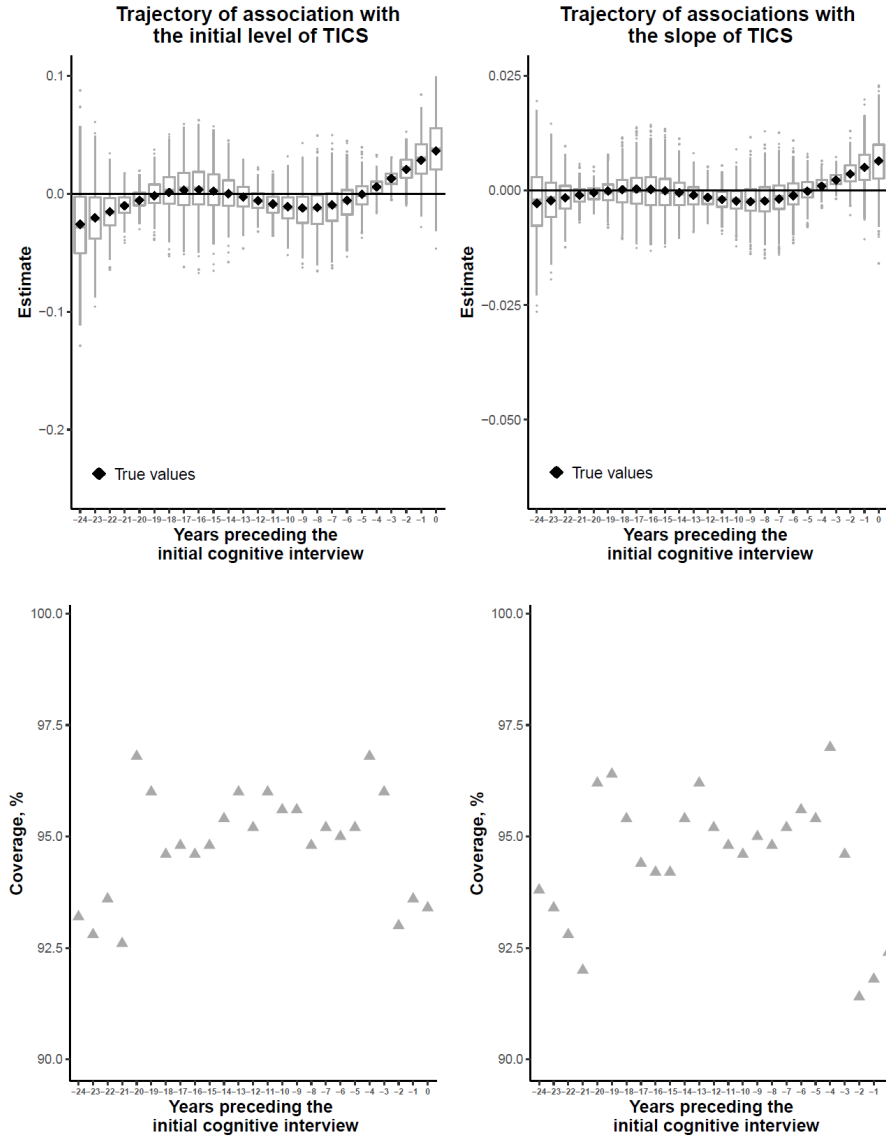 Trajectory of association with
the initial level of TICS
Trajectory of associations with
the slope of TICS
0.1
0.0
−0.1
−0.2
Estimate
True values
−24 −23 −22 −21 −20 −19 −18 −17 −16 −15 −14 −13 −12 −11 −10 −9 −8 −7 −6 −5 −4 −3 −2 −1 0
Years preceding the
initial cognitive interview
0.025
0.000
−0.025
−0.050
Estimate
True values
−24 −23 −22 −21 −20 −19 −18 −17 −16 −15 −14 −13 −12 −11 −10 −9 −8 −7 −6 −5 −4 −3 −2 −1 0
Years preceding the
initial cognitive interview
100.0
97.5
95.0
92.5
90.0
Coverage, %
−24 −23 −22 −21 −20 −19 −18 −17 −16 −15 −14 −13 −12 −11 −10 −9 −8 −7 −6 −5 −4 −3 −2 −1 0
Years preceding the
initial cognitive interview
100.0
97.5
95.0
92.5
90.0
Coverage, %
−24 −23 −22 −21 −20 −19 −18 −17 −16 −15 −14 −13 −12 −11 −10 −9 −8 −7 −6 −5 −4 −3 −2 −1
Years preceding the
initial cognitive interview